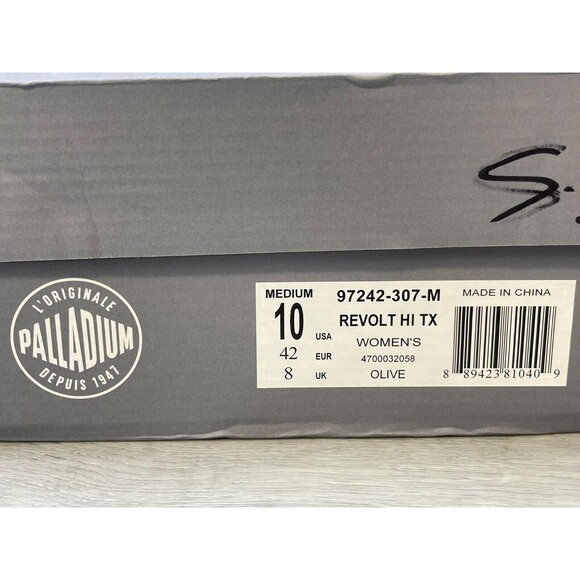 S.
L'ORIGINALE
PALLADIUM
DEPUIS 1947
MEDIUM
10 USA
42 EUR
8 UK
97242-307-M
REVOLT HI TX
WOMEN'S
4700032058
OLIVE
MADE IN CHINA
8 89423 81040 9